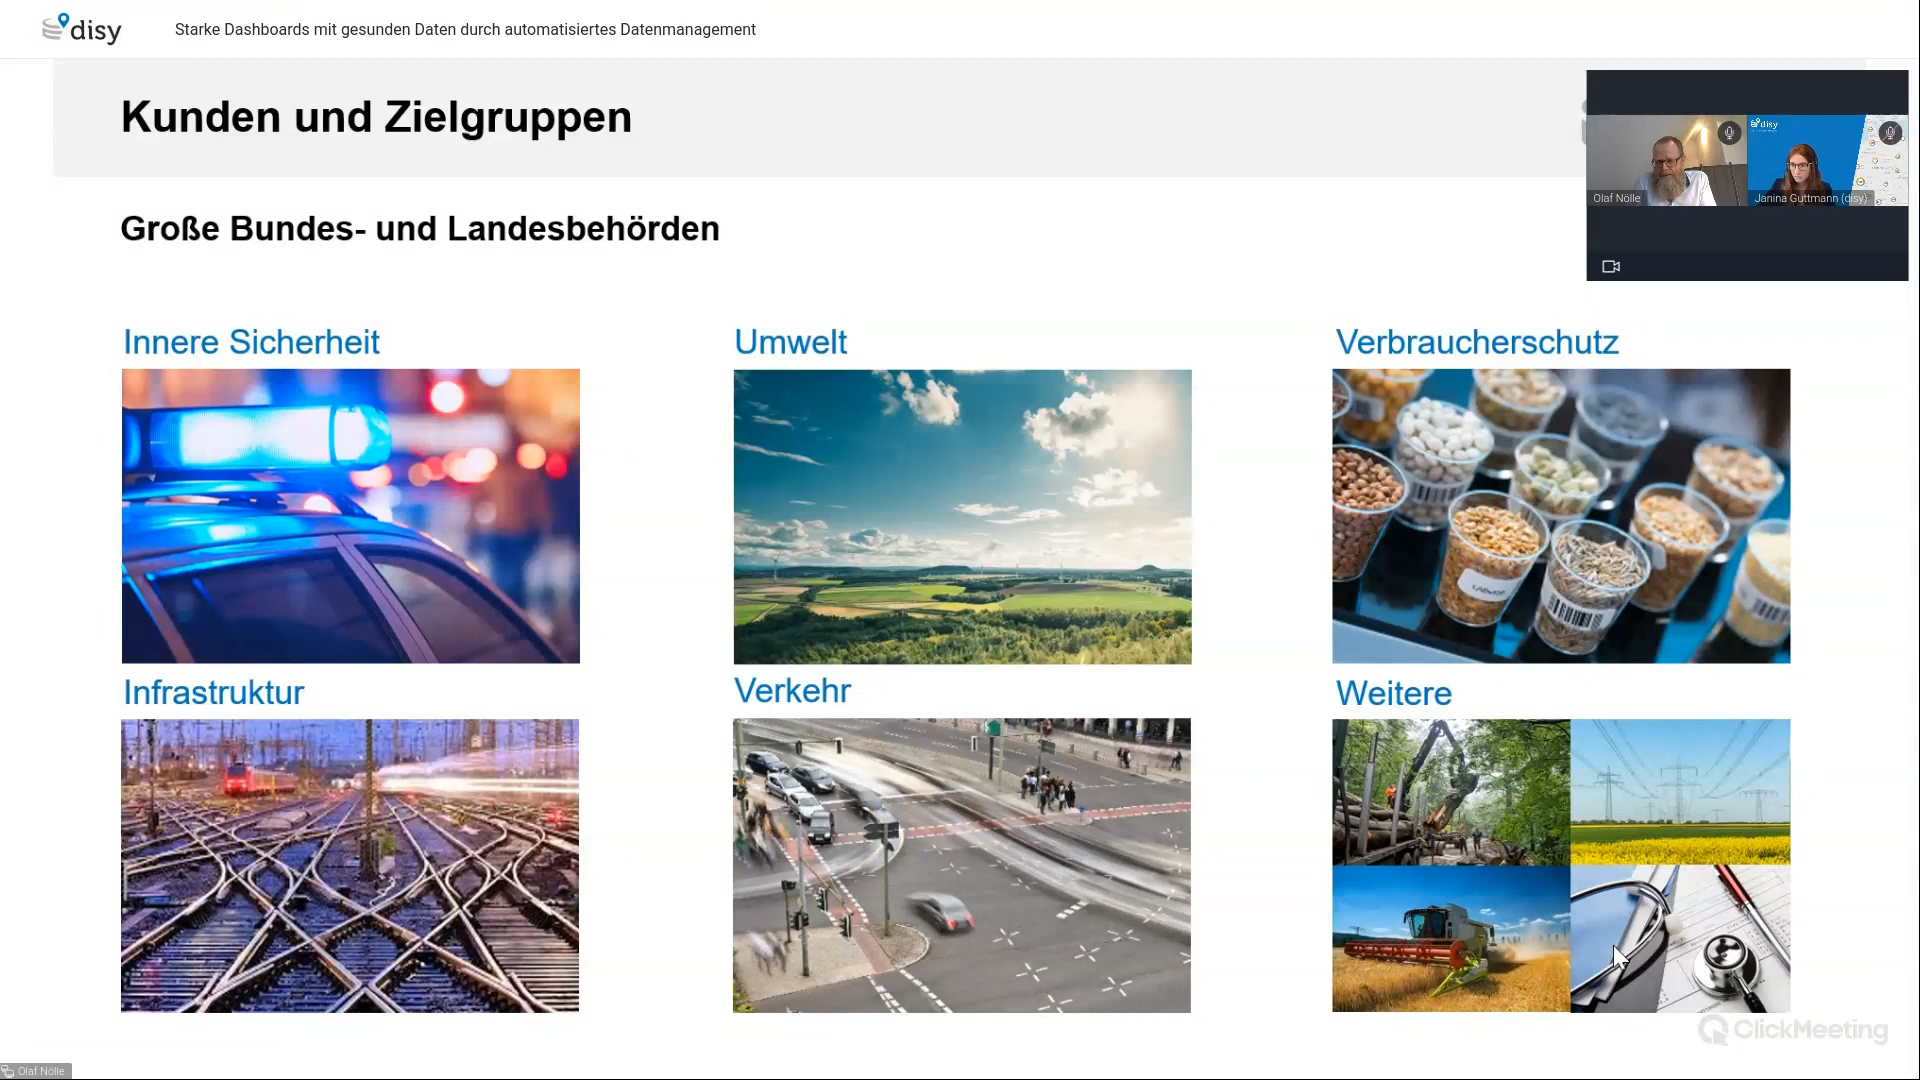 disy
Starke Dashboards mit gesunden Daten durch automatisiertes Datenmanagement
Kunden und Zielgruppen
disy
Olaf Nölle
Janina Guttmann (disy)
Große Bundes- und Landesbehörden
Innere Sicherheit
Umwelt
Verbraucherschutz
Infrastruktur
Verkehr
Weitere
ClickMeeting
Olaf Nölle